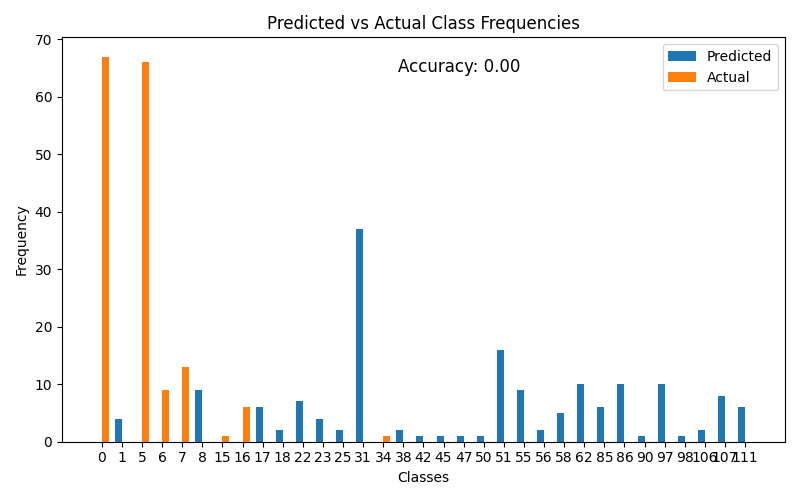 Predicted vs Actual Class Frequencies
Accuracy: 0.00
Predicted
Actual
Frequency
70
60
50
40
30
20
10
0
0 1 5 6 7 8 15 16 17 18 22 23 25 31 34 38 42 45 47 50 51 55 56 58 62 85 86 90 97 98 106 107 111
Classes